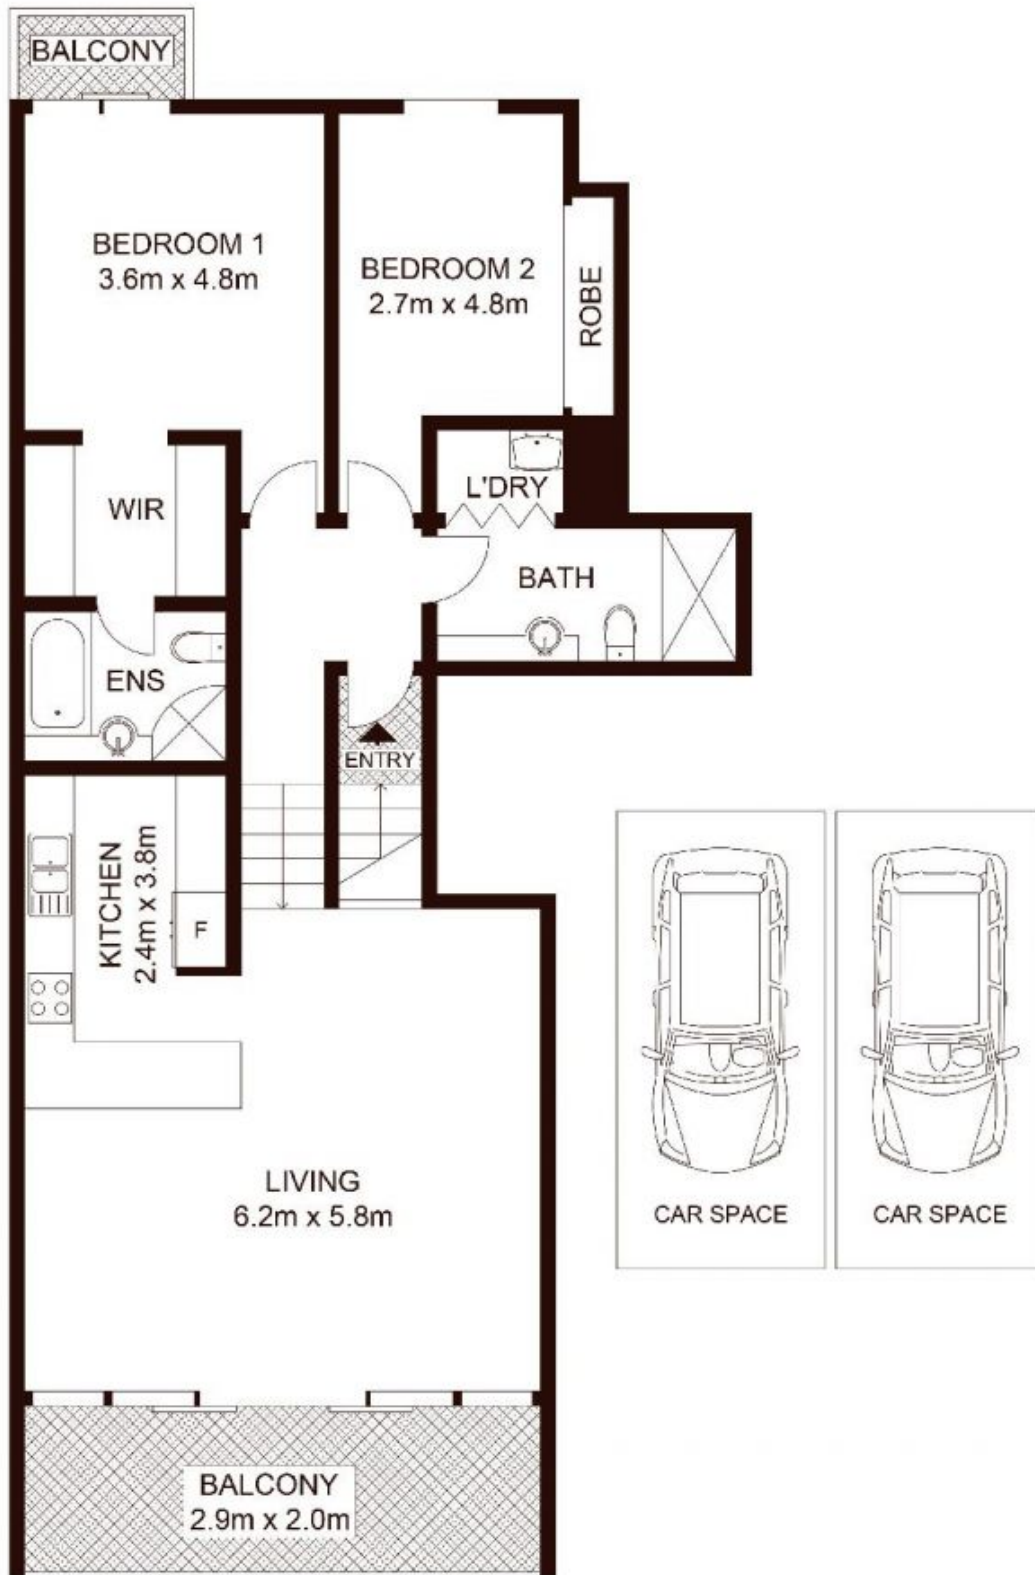 BALCONY
BEDROOM 1
3.6m x 4.8m
BEDROOM 2
2.7m x 4.8m
ROBE
WIR
L'DRY
BATH
ENS
ENTRY
KITCHEN
2.4m x 3.8m
F
LIVING
6.2m x 5.8m
CAR SPACE
CAR SPACE
BALCONY
2.9m x 2.0m